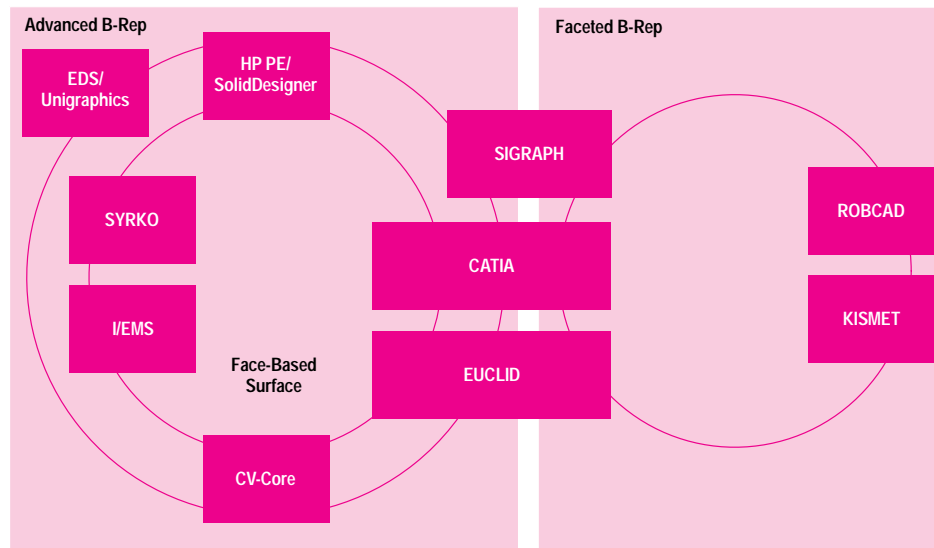 Advanced B-Rep
Faceted B-Rep
EDS/
Unigraphics
HP PE/
SolidDesigner
SIGRAPH
SYRKO
ROBCAD
CATIA
I/EMS
KISMET
Face-Based
Surface
EUCLID
CV-Core